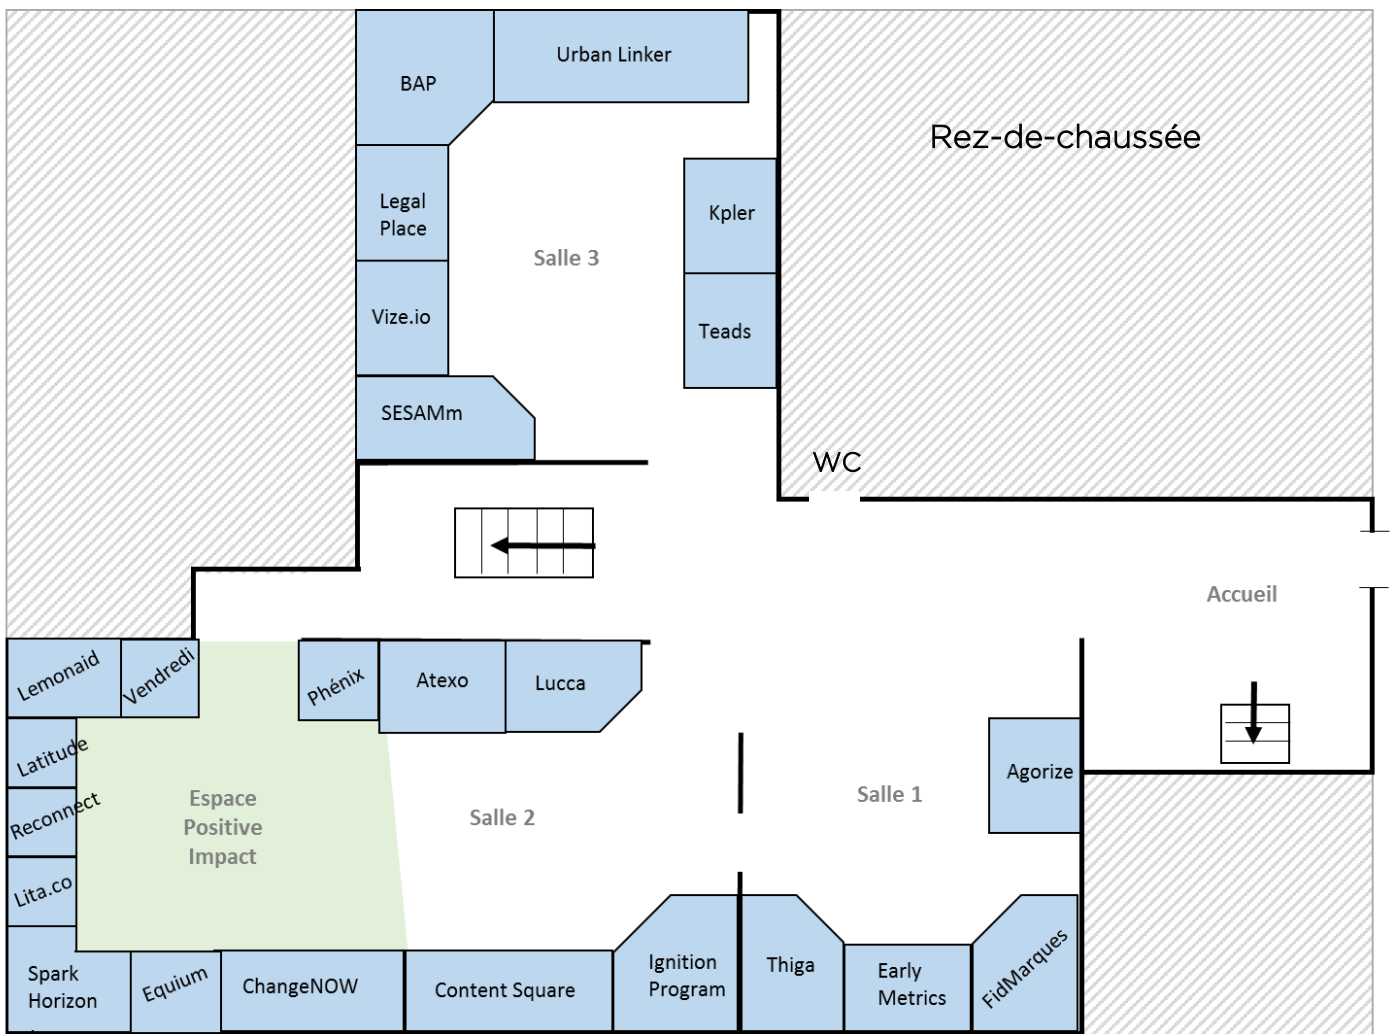 Urban Linker
BAP
Rez-de-chaussée
Legal
Place
Kpler
Salle 3
Vize.io
Teads
SESAMm
WC
Accueil
Lemonaid
Vendredi
Phénix
Atexo
Lucca
Latitude
Agorize
Reconnect
Espace
Positive
Impact
Salle 2
Salle 1
Lita.co
Spark
Horizon
Equium
ChangeNOW
Content Square
Ignition
Program
Thiga
Early
Metrics
FidMarques